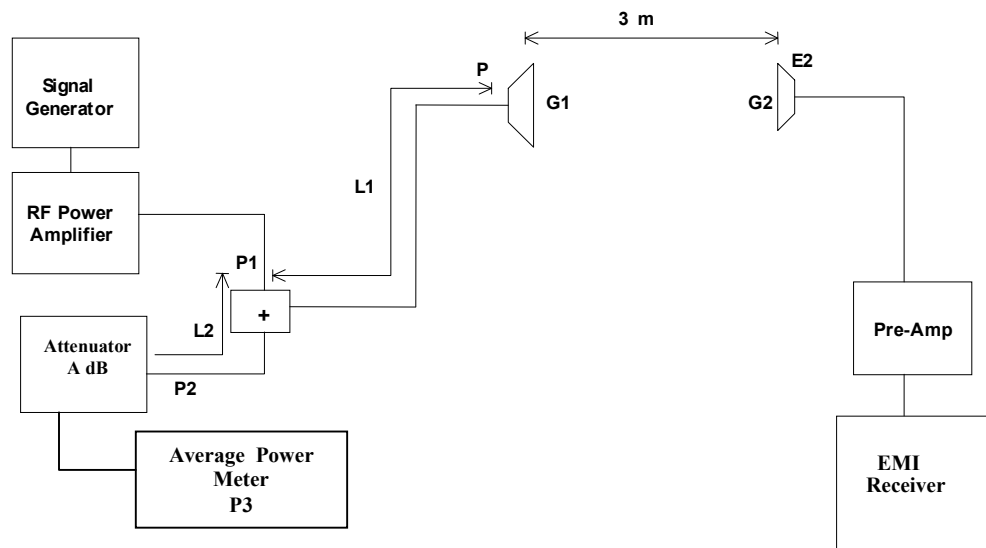 3 m
Signal
Generator
P
G1
G2
E2
L1
RF Power
Amplifier
P1
+
L2
Attenuator
A dB
P2
Pre-Amp
Average Power
Meter
P3
EMI
Receiver